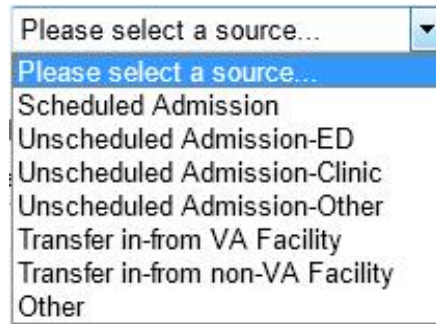 Please select a source...
Please select a source...
Scheduled Admission
Unscheduled Admission-ED
Unscheduled Admission-Clinic
Unscheduled Admission-Other
Transfer in-from VA Facility
Transfer in-from non-VA Facility
Other